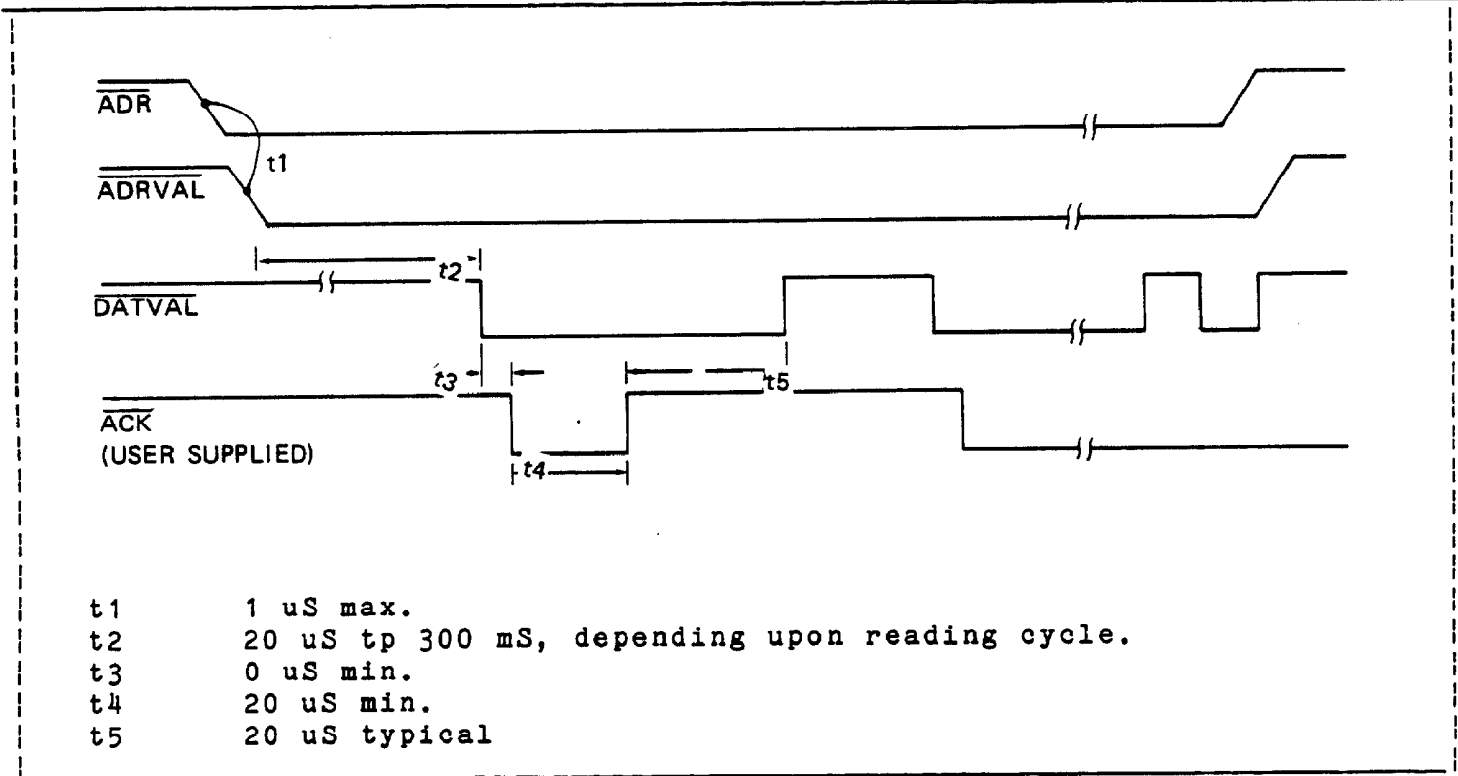 ADR
t1
ADRVAL
t2
DATVAL
t3
t5
ACK
(USER SUPPLIED)
t4
t1 1 uS max.
t2 20 uS tp 300 mS, depending upon reading cycle.
t3 0 uS min.
t4 20 uS min.
t5 20 uS typical